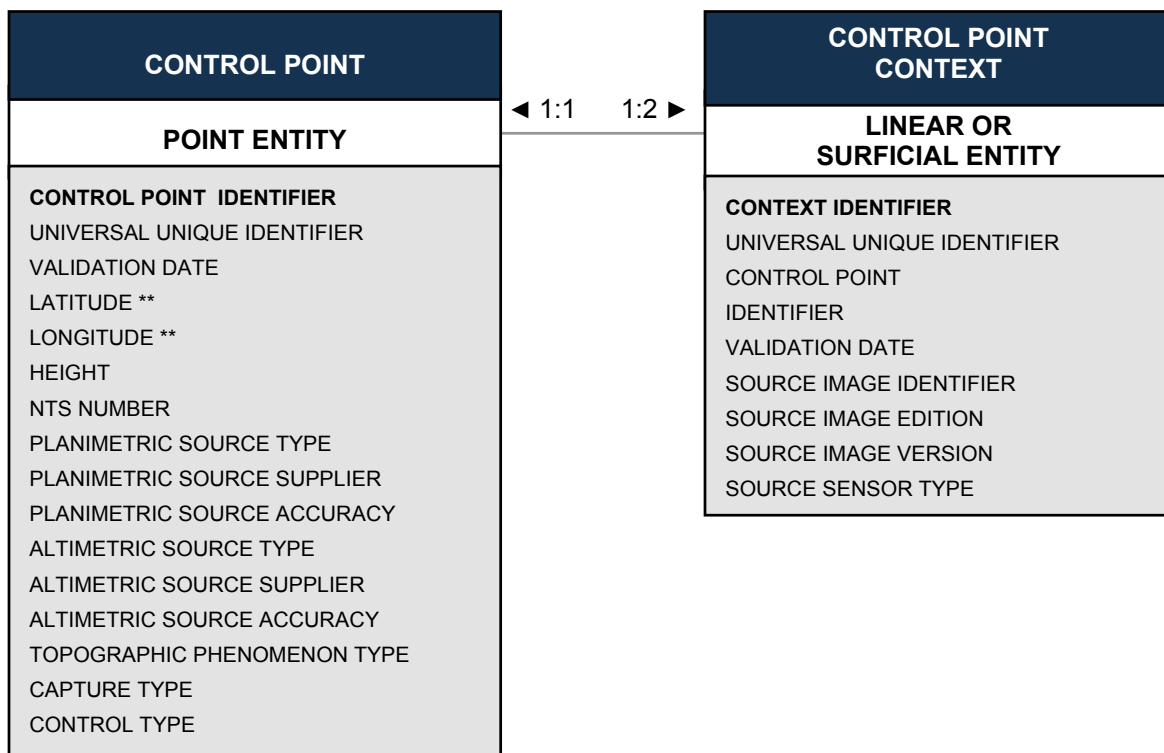 CONTROL POINT
POINT ENTITY
CONTROL POINT  IDENTIFIER
UNIVERSAL UNIQUE IDENTIFIER
VALIDATION DATE
LATITUDE **
LONGITUDE **
HEIGHT
NTS NUMBER
PLANIMETRIC SOURCE TYPE
PLANIMETRIC SOURCE SUPPLIER
PLANIMETRIC SOURCE ACCURACY
ALTIMETRIC SOURCE TYPE
ALTIMETRIC SOURCE SUPPLIER
ALTIMETRIC SOURCE ACCURACY
TOPOGRAPHIC PHENOMENON TYPE
CAPTURE TYPE
CONTROL TYPE
◄ 1:1 1:2 ►
CONTROL POINT
CONTEXT
LINEAR OR
SURFICIAL ENTITY
CONTEXT IDENTIFIER
UNIVERSAL UNIQUE IDENTIFIER
CONTROL POINT
IDENTIFIER
VALIDATION DATE
SOURCE IMAGE IDENTIFIER
SOURCE IMAGE EDITION
SOURCE IMAGE VERSION
SOURCE SENSOR TYPE